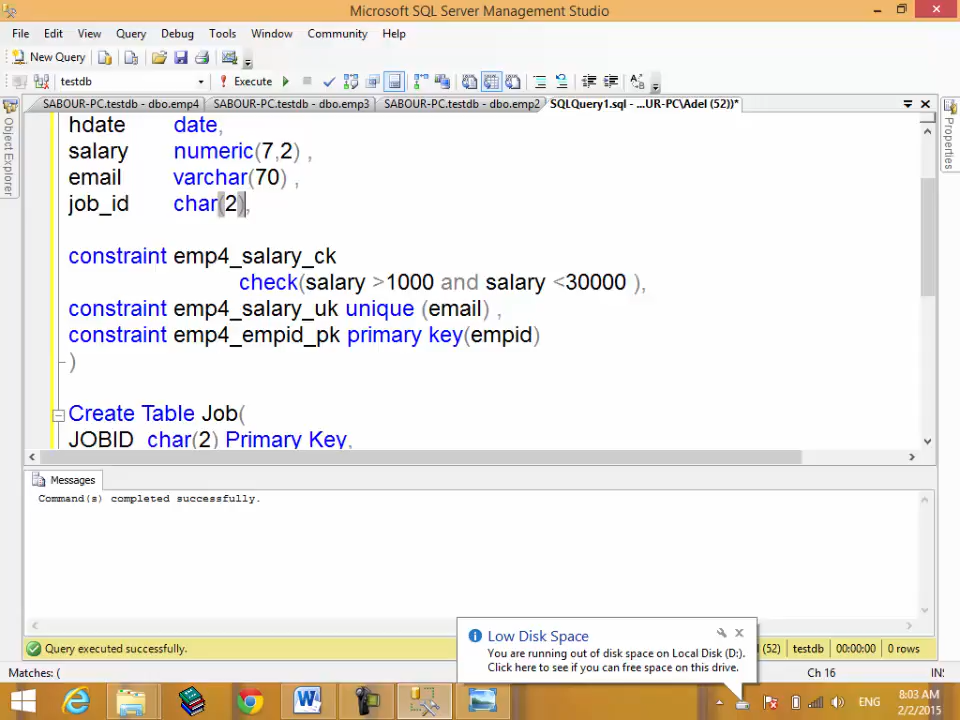 Microsoft SQL Server Management Studio
File Edit View Query Debug Tools Window Community Help
New Query
testdb Execute
SABOUR-PC.testdb - dbo.emp4 SABOUR-PC.testdb - dbo.emp3 SABOUR-PC.testdb - dbo.emp2 SQLQuery1.sql - ...UR-PC\Adel (52))*
Object Explorer
Properties
hdate date,
salary numeric(7,2) ,
email varchar(70) ,
job_id char(2),
constraint emp4_salary_ck
check(salary >1000 and salary <30000 ),
constraint emp4_salary_uk unique (email) ,
constraint emp4_empid_pk primary key(empid)
)
Create Table Job(
JOBID char(2) Primary Key,
Messages
Command(s) completed successfully.
Low Disk Space
You are running out of disk space on Local Disk (D:).
Click here to see if you can free space on this drive.
Query executed successfully. (52) testdb 00:00:00 0 rows
Matches: ( Ch 16 INS
ENG
8:03 AM
2/2/2015